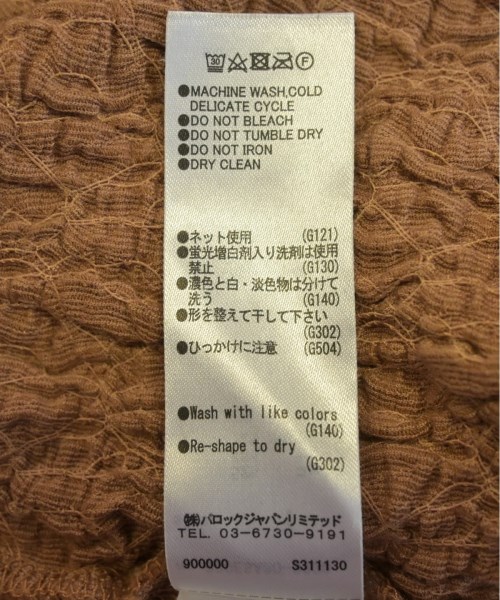 30 F
●MACHINE WASH,COLD
DELICATE CYCLE
●DO NOT BLEACH
●DO NOT TUMBLE DRY
●DO NOT IRON
●DRY CLEAN
●ネット使用 (G121)
●蛍光増白剤入り洗剤は使用
禁止 (G130)
●濃色と白・淡色物は分けて
洗う (G140)
●形を整えて干して下さい
(G302)
●ひっかけに注意 (G504)
●Wash with like colors
(G140)
●Re-shape to dry
(G302)
㈱バロックジャパンリミテッド
TEL. 03-6730-9191
900000 S311130